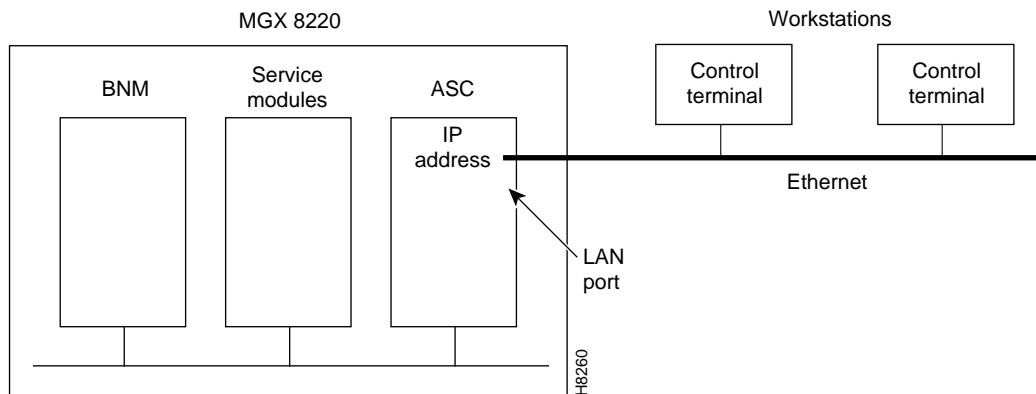 MGX 8220
Workstations
BNM
Service
modules
ASC
IP
address
Control
terminal
Control
terminal
Ethernet
LAN
port
H8260